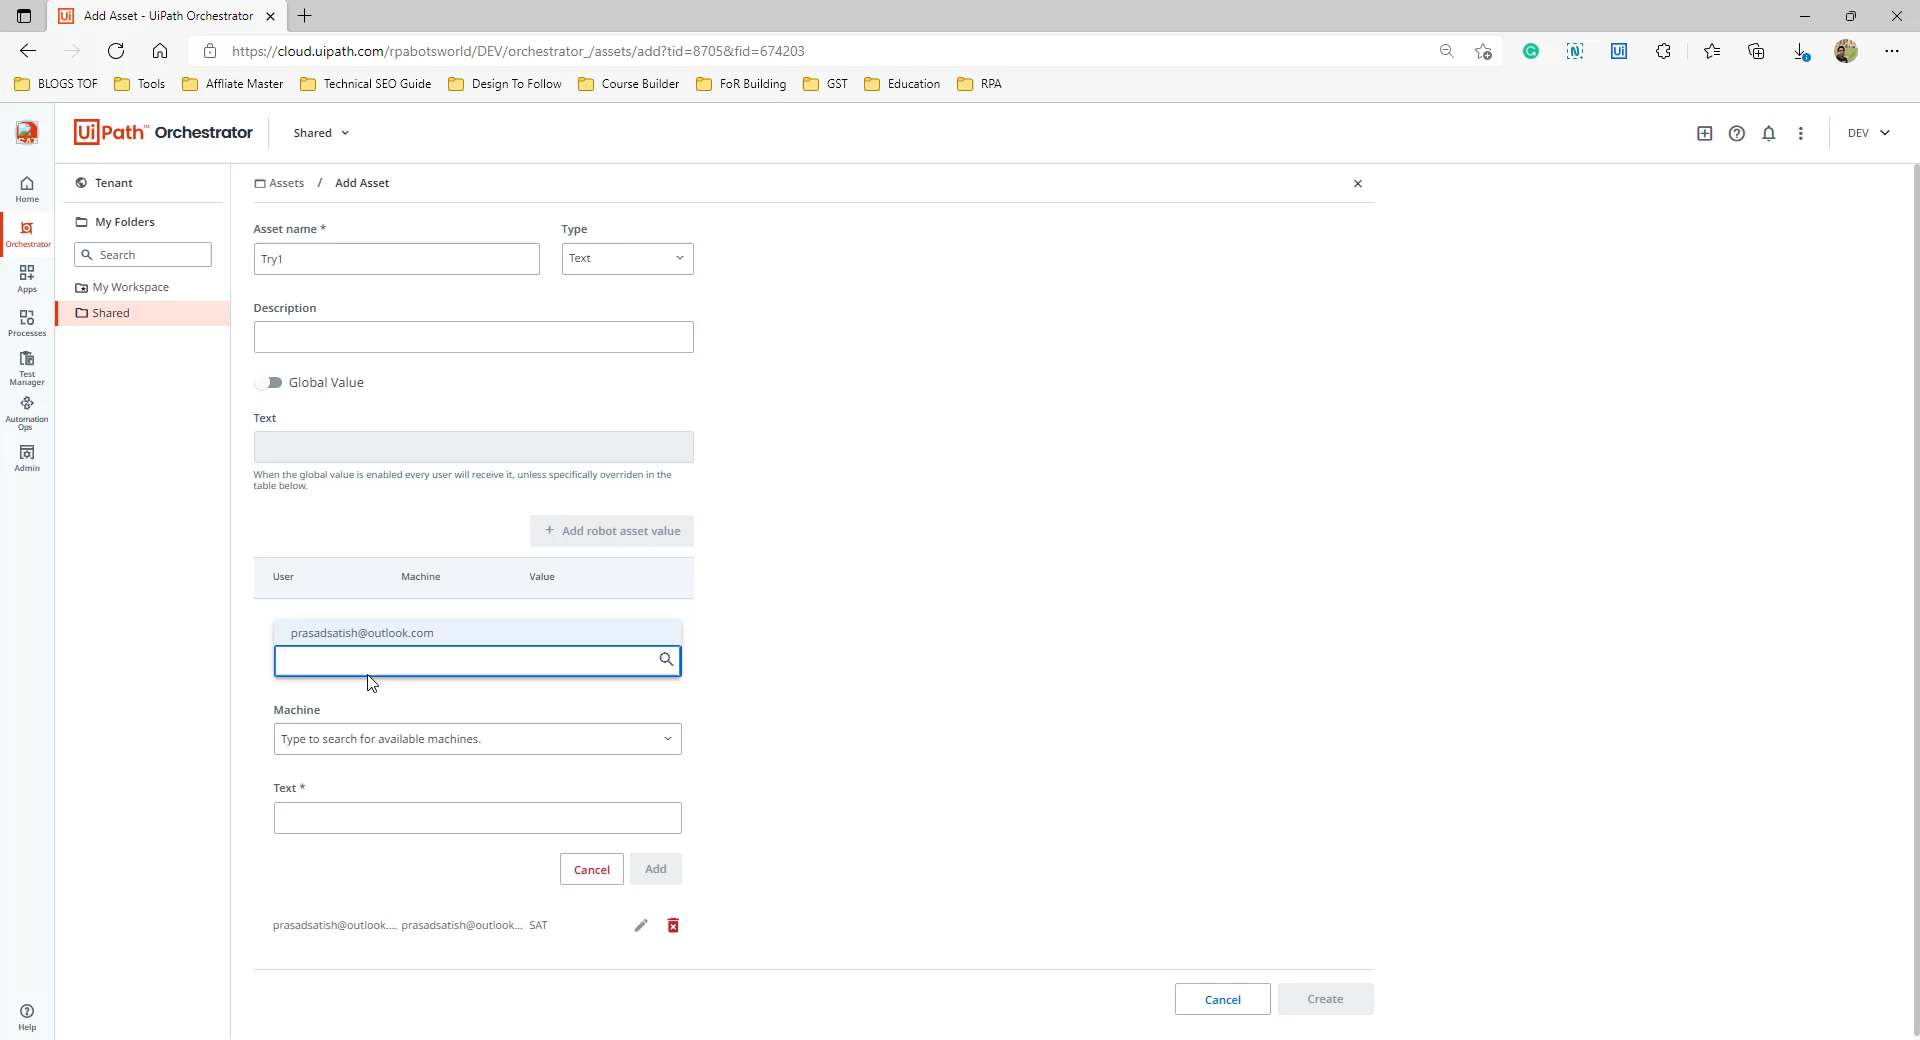 Add Asset - UiPath Orchestrator
https://cloud.uipath.com/rpabotsworld/DEV/orchestrator_/assets/add?tid=8705&fid=674203
BLOGS TOF
Tools
Affliate Master
Technical SEO Guide
Design To Follow
Course Builder
FoR Building
GST
Education
RPA
UiPath™ Orchestrator
Shared
DEV
Home
Orchestrator
Apps
Processes
Test
Manager
Automation
Ops
Admin
Help
Tenant
My Folders
Search
My Workspace
Shared
Assets / Add Asset
Asset name *
Type
Try1
Text
Description
Global Value
Text
When the global value is enabled every user will receive it, unless specifically overriden in the
table below.
+ Add robot asset value
User
Machine
Value
prasadsatish@outlook.com
Machine
Type to search for available machines.
Text *
Cancel
Add
prasadsatish@outlook....
prasadsatish@outlook...
SAT
Cancel
Create